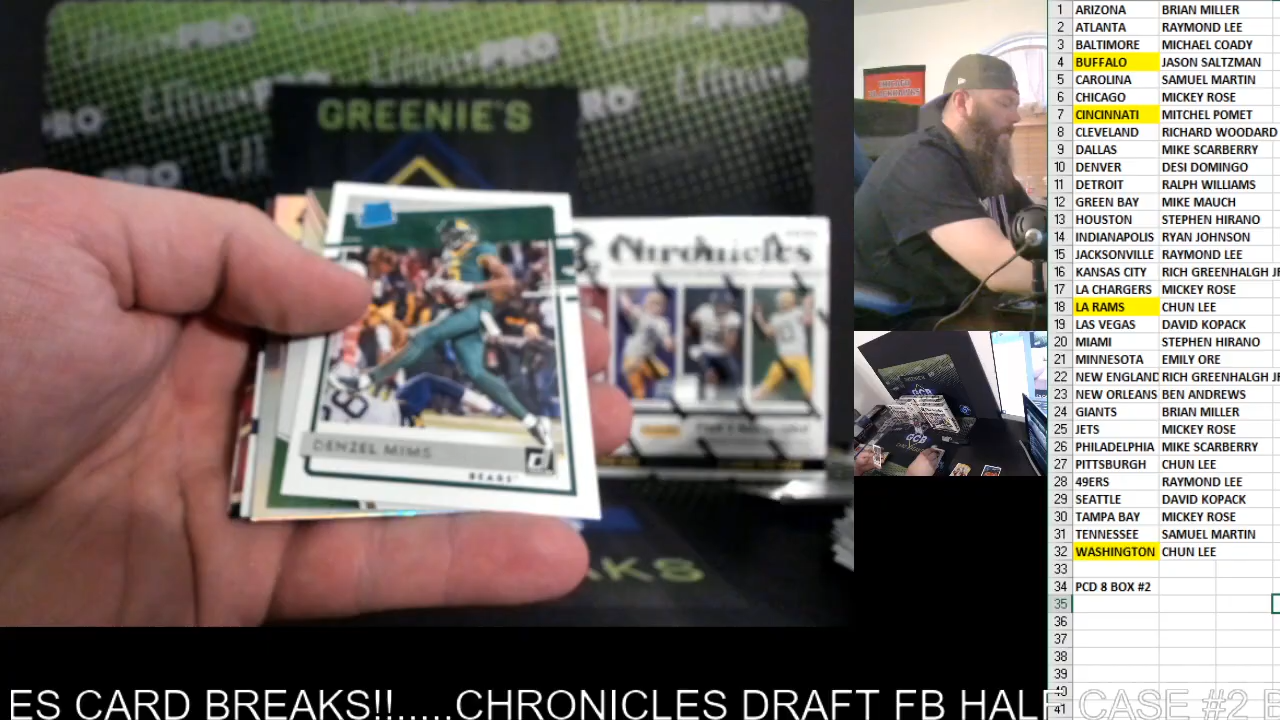 GREENIE'S
Chronicles
DENZEL MIMS
BEARS
AKS
1 ARIZONA BRIAN MILLER
2 ATLANTA RAYMOND LEE
3 BALTIMORE MICHAEL COADY
4 BUFFALO JASON SALTZMAN
5 CAROLINA SAMUEL MARTIN
6 CHICAGO MICKEY ROSE
7 CINCINNATI MITCHEL POMET
8 CLEVELAND RICHARD WOODARD
9 DALLAS MIKE SCARBERRY
10 DENVER DESI DOMINGO
11 DETROIT RALPH WILLIAMS
12 GREEN BAY MIKE MAUCH
13 HOUSTON STEPHEN HIRANO
14 INDIANAPOLIS RYAN JOHNSON
15 JACKSONVILLE RAYMOND LEE
16 KANSAS CITY RICH GREENHALGH JR
17 LA CHARGERS MICKEY ROSE
18 LA RAMS CHUN LEE
19 LAS VEGAS DAVID KOPACK
20 MIAMI STEPHEN HIRANO
21 MINNESOTA EMILY ORE
22 NEW ENGLAND RICH GREENHALGH JR
23 NEW ORLEANS BEN ANDREWS
24 GIANTS BRIAN MILLER
25 JETS MICKEY ROSE
26 PHILADELPHIA MIKE SCARBERRY
27 PITTSBURGH CHUN LEE
28 49ERS RAYMOND LEE
29 SEATTLE DAVID KOPACK
30 TAMPA BAY MICKEY ROSE
31 TENNESSEE SAMUEL MARTIN
32 WASHINGTON CHUN LEE
33
34 PCD 8 BOX #2
35
36
37
38
39
40
41
ES CARD BREAKS!!.....CHRONICLES DRAFT FB HALF CASE #2